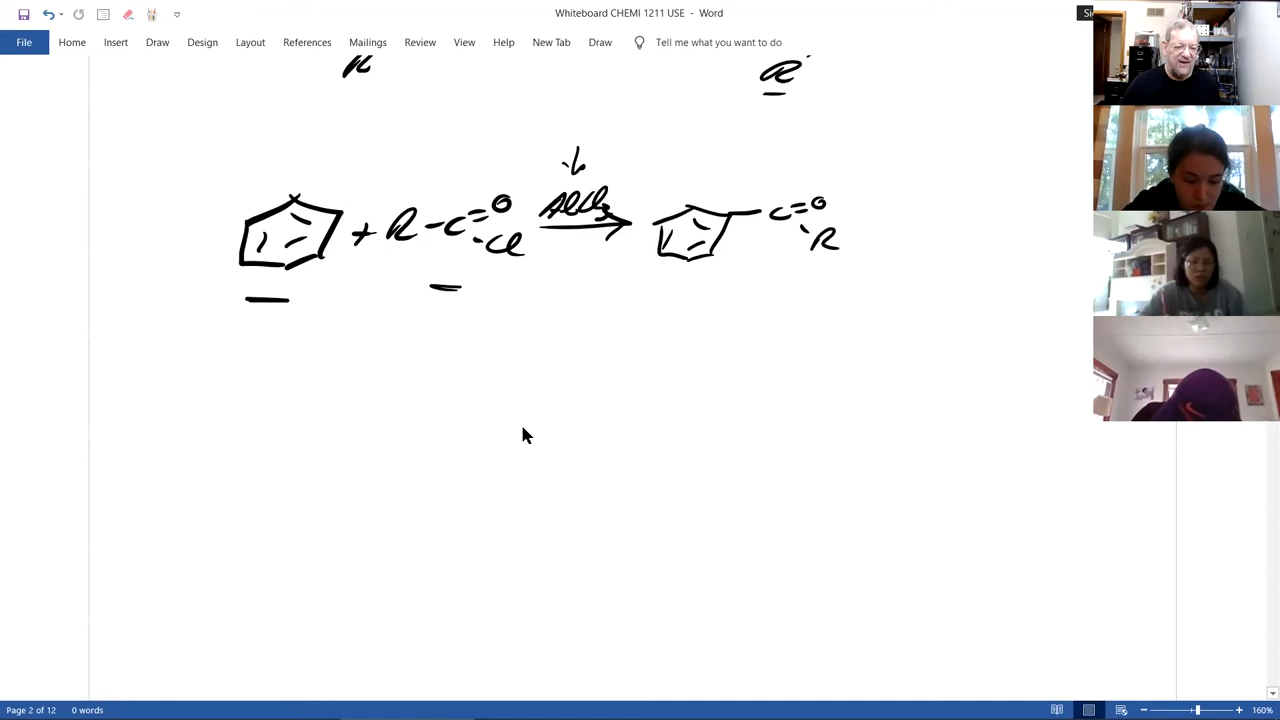 Whiteboard CHEMI 1211 USE - Word
File Home Insert Draw Design Layout References Mailings Review View Help New Tab Draw Tell me what you want to do
R R
+ R - C = O Cl AlCl3 C = O R
Page 2 of 12 0 words 160%